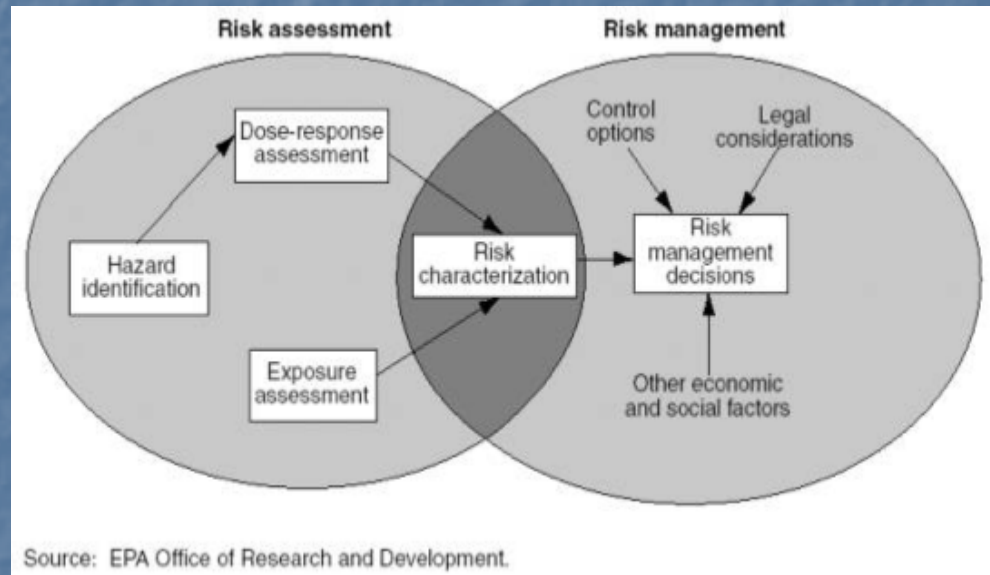 Risk assessment
Risk management
Dose-response
assessment
Hazard
identification
Exposure
assessment
Risk
characterization
Control
options
Legal
considerations
Risk
management
decisions
Other economic
and social factors
Source: EPA Office of Research and Development.